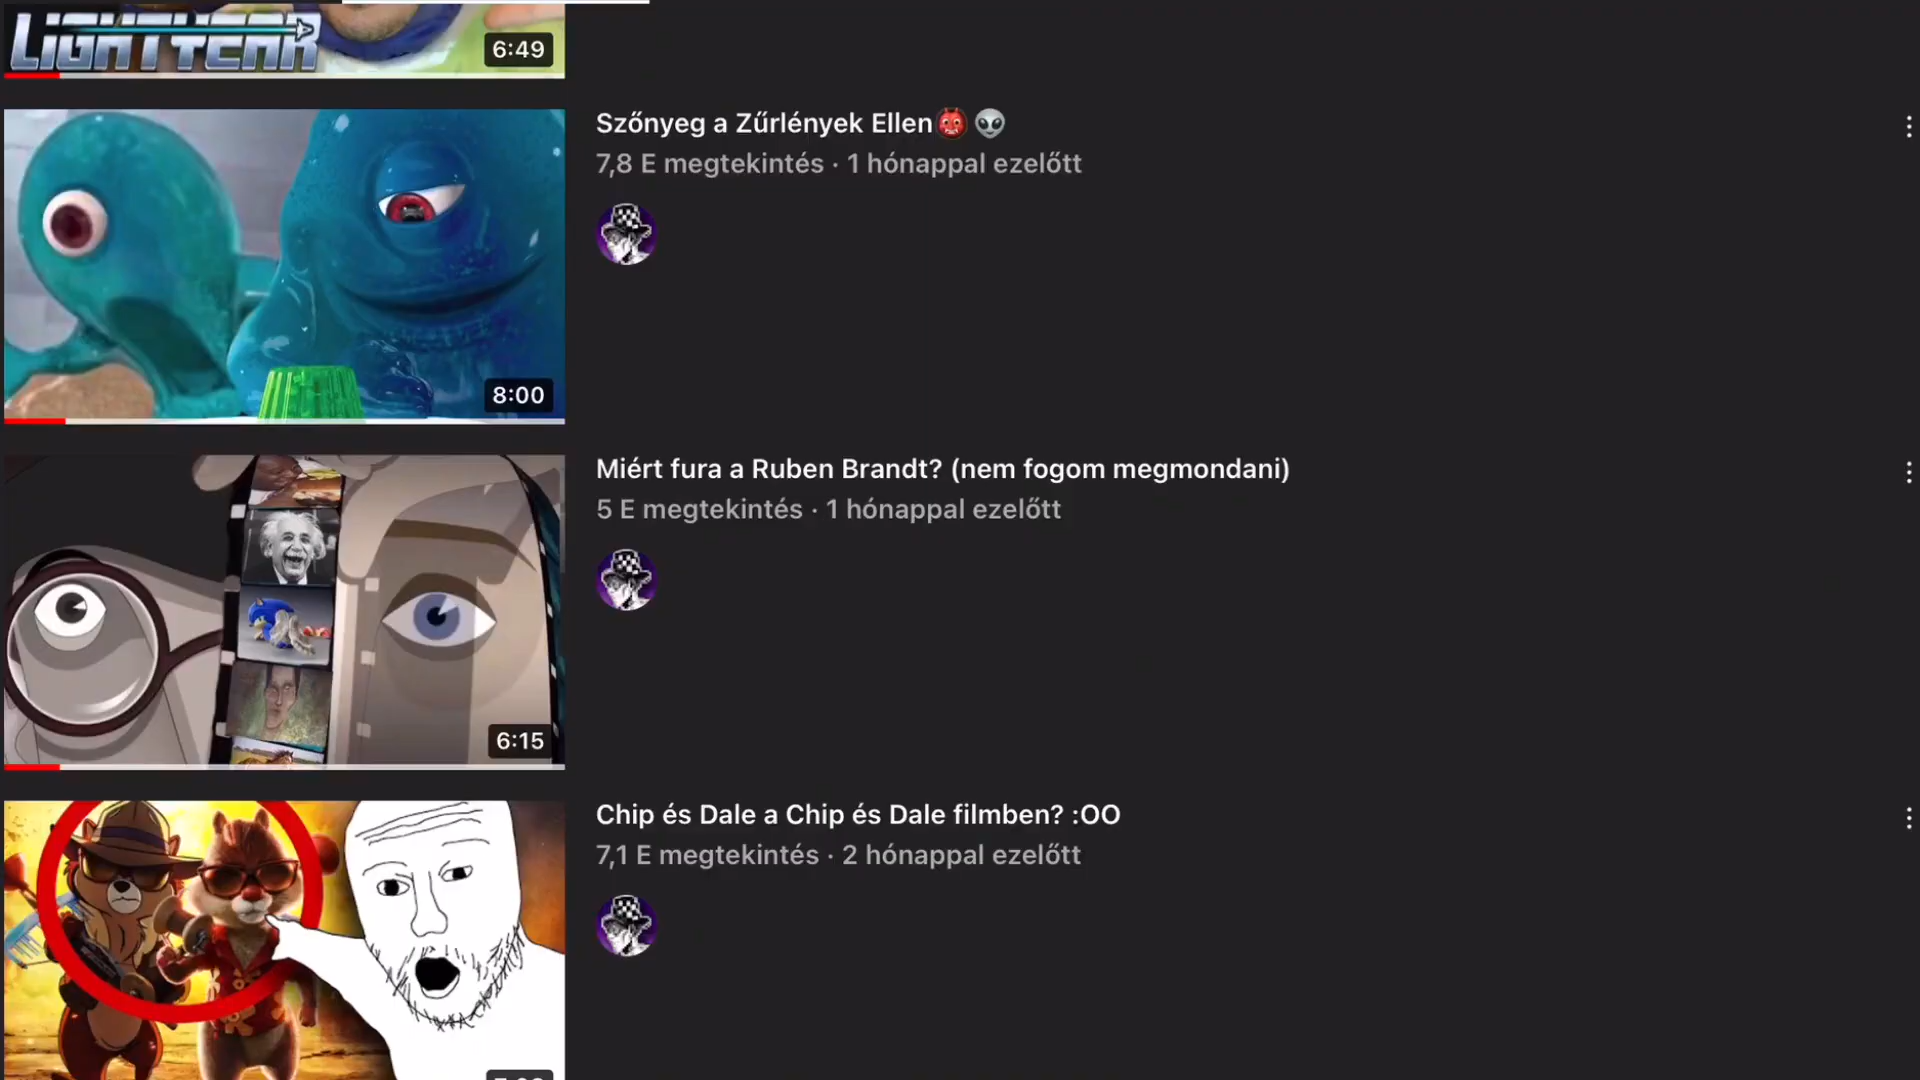 LIGHTYEAR
6:49
Szőnyeg a Zűrlények Ellen👹 👽
7,8 E megtekintés · 1 hónappal ezelőtt
8:00
Miért fura a Ruben Brandt? (nem fogom megmondani)
5 E megtekintés · 1 hónappal ezelőtt
6:15
Chip és Dale a Chip és Dale filmben? :OO
7,1 E megtekintés · 2 hónappal ezelőtt